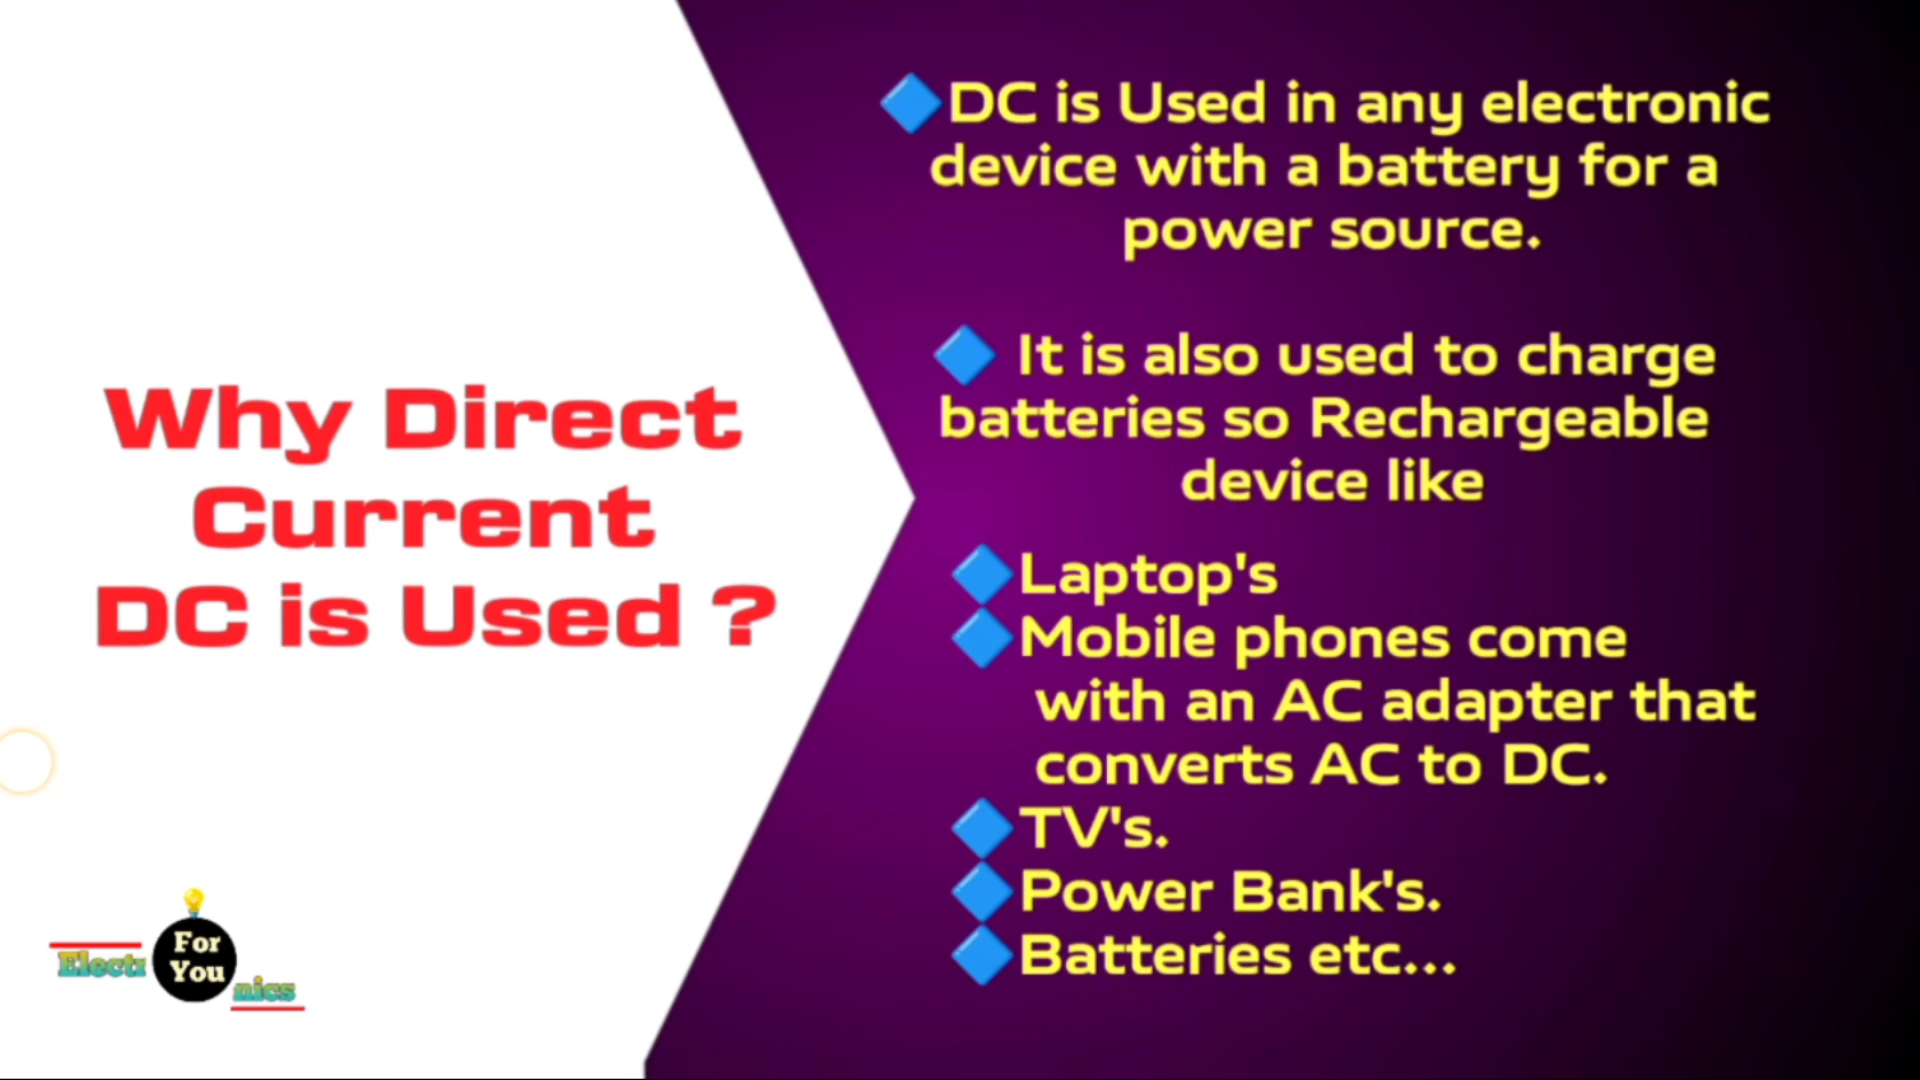 Why Direct
Current
DC is Used ?
🔷DC is Used in any electronic
device with a battery for a
power source.
🔷 It is also used to charge
batteries so Rechargeable
device like
🔷Laptop's
🔷Mobile phones come
with an AC adapter that
converts AC to DC.
🔷TV's.
🔷Power Bank's.
🔷Batteries etc...
For
You
Electr
nics